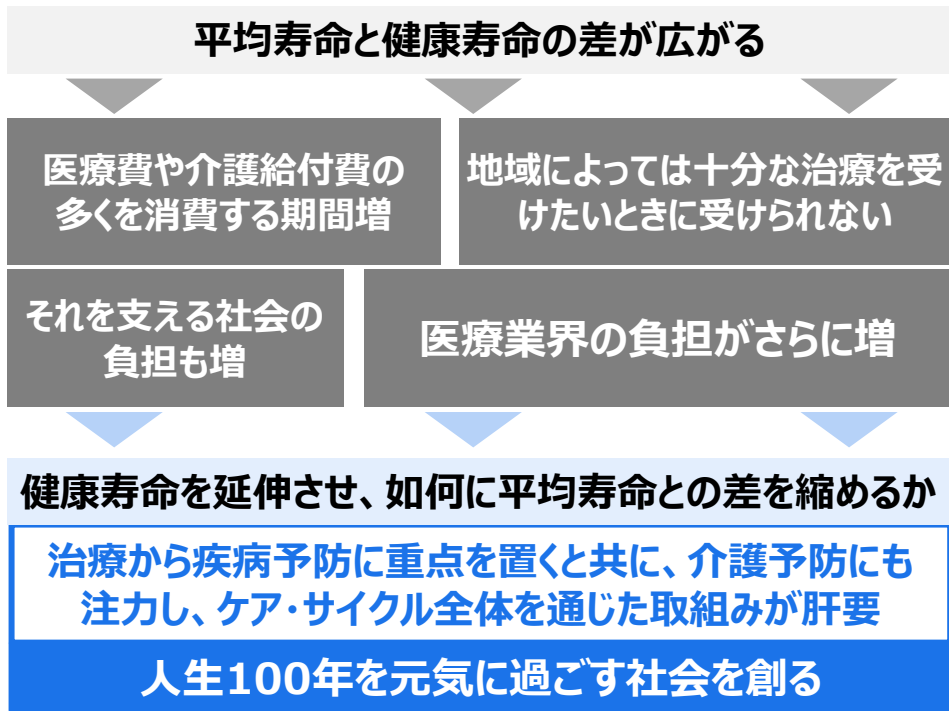 平均寿命と健康寿命の差が広がる
医療費や介護給付費の
多くを消費する期間増
地域によっては十分な治療を受
けたいときに受けられない
それを支える社会の
負担も増
医療業界の負担がさらに増
健康寿命を延伸させ、如何に平均寿命との差を縮めるか
治療から疾病予防に重点を置くと共に、介護予防にも
注力し、ケア・サイクル全体を通じた取組みが肝要
人生100年を元気に過ごす社会を創る